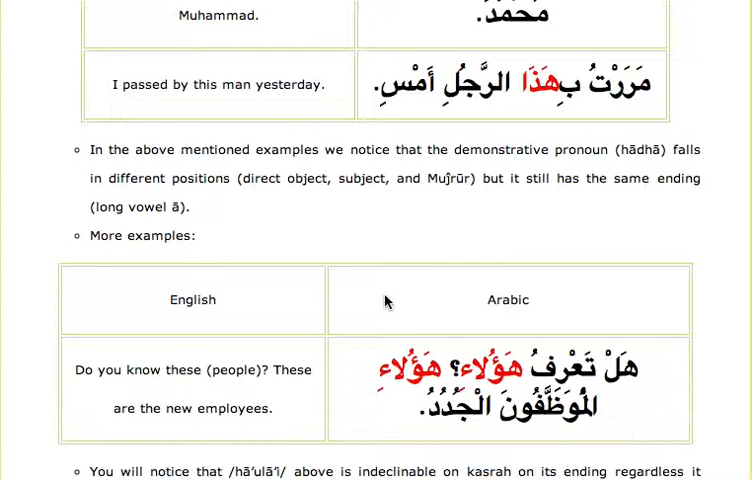 Muhammad.
مُحَمَّدٌ.
I passed by this man yesterday.
مَرَرْتُ بِهَذَا الرَّجُلِ أَمْسِ.
In the above mentioned examples we notice that the demonstrative pronoun (hādhā) falls
in different positions (direct object, subject, and Muĵrūr) but it still has the same ending
(long vowel ā).
More examples:
English
Arabic
Do you know these (people)? These
are the new employees.
هَلْ تَعْرِفُ هَؤُلاءِ؟ هَؤُلاءِ
الْمُوَظَّفُونَ الْجُدُدُ.
You will notice that /hā’ulā’i/ above is indeclinable on kasrah on its ending regardless it